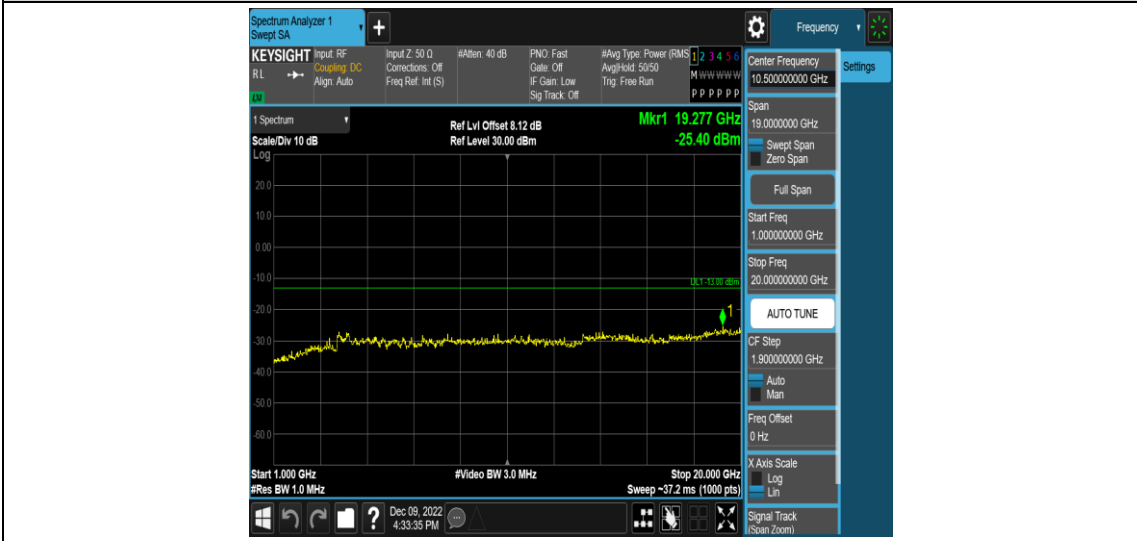 Spectrum Analyzer 1
Swept SA
+
Frequency
KEYSIGHT
RL
Input: RF
Coupling: DC
Align: Auto
Input Z: 50 Ω
Corrections: Off
Freq Ref: Int (S)
#Atten: 40 dB
PNO: Fast
Gate: Off
IF Gain: Low
Sig Track: Off
#Avg Type: Power (RMS
Avg|Hold: 50/50
Trig: Free Run
1 2 3 4 5 6
M W W W W W
P P P P P P
1 Spectrum
Scale/Div 10 dB
Ref Lvl Offset 8.12 dB
Ref Level 30.00 dBm
Mkr1 19.277 GHz
-25.40 dBm
Log
20.0
10.0
0.00
-10.0
-20.0
-30.0
-40.0
-50.0
-60.0
DL1 -13.00 dBm
1
Start 1.000 GHz
#Res BW 1.0 MHz
#Video BW 3.0 MHz
Stop 20.000 GHz
Sweep ~37.2 ms (1000 pts)
?
Dec 09, 2022
4:33:35 PM
Center Frequency
10.500000000 GHz
Settings
Span
19.0000000 GHz
Swept Span
Zero Span
Full Span
Start Freq
1.000000000 GHz
Stop Freq
20.000000000 GHz
AUTO TUNE
CF Step
1.900000000 GHz
Auto
Man
Freq Offset
0 Hz
X Axis Scale
Log
Lin
Signal Track
(Span Zoom)